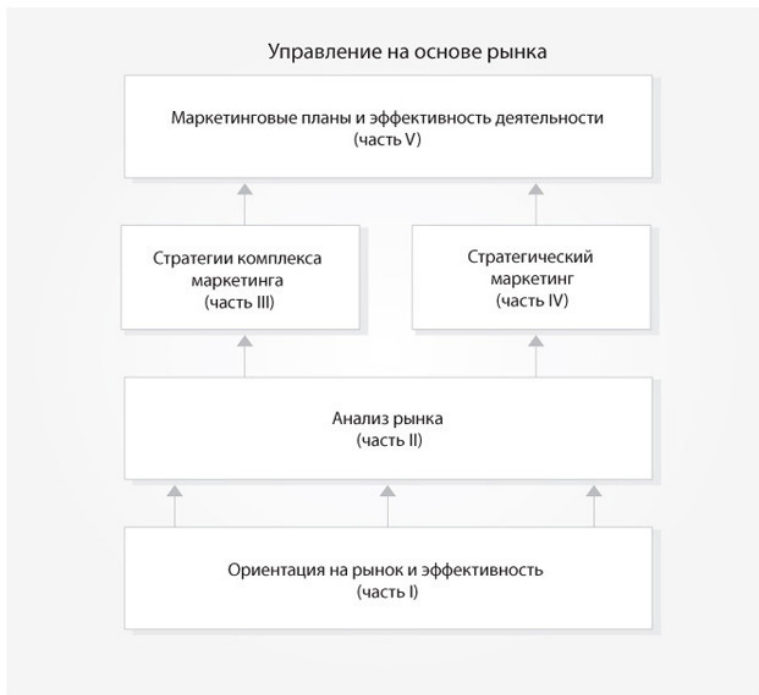 Управление на основе рынка
Маркетинговые планы и эффективность деятельности
(часть V)
Стратегии комплекса
маркетинга
(часть III)
Стратегический
маркетинг
(часть IV)
Анализ рынка
(часть II)
Ориентация на рынок и эффективность
(часть I)